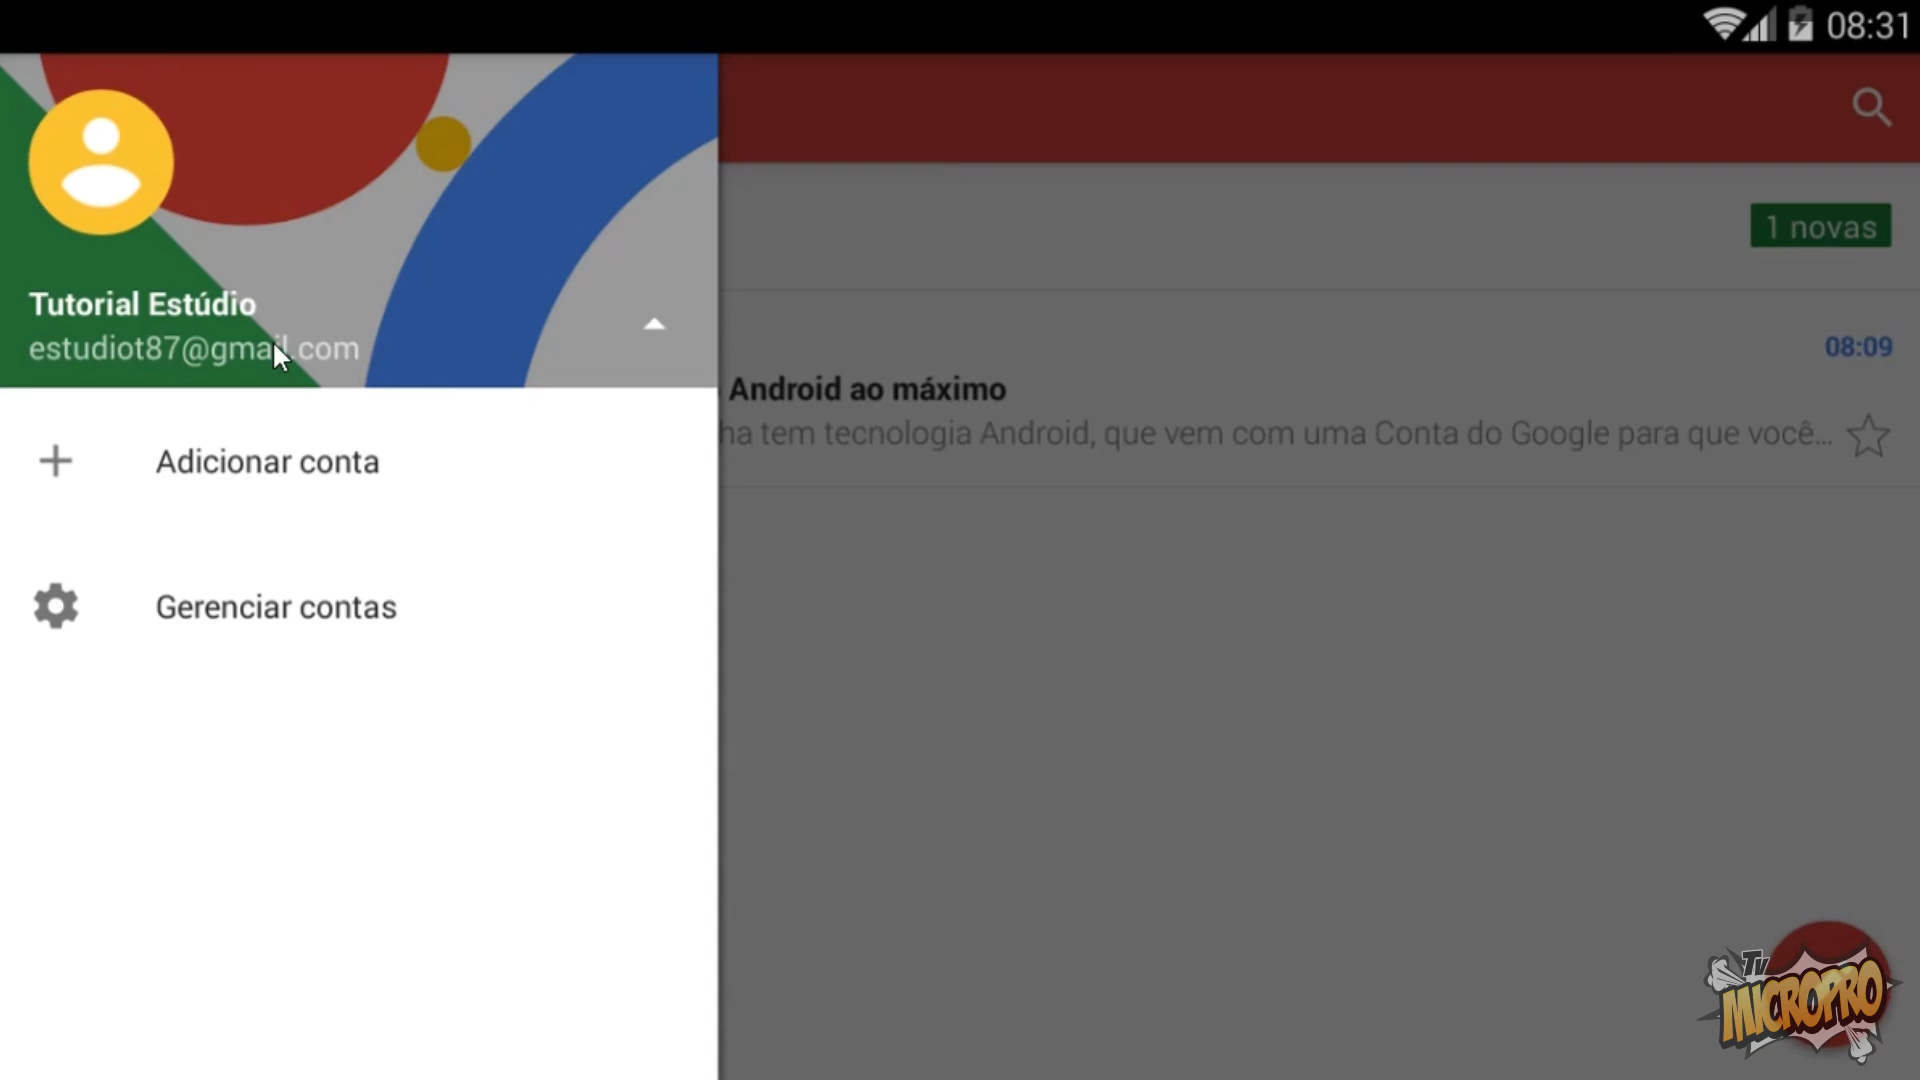 08:31
Tutorial Estúdio
estudiot87@gmail.com
Adicionar conta
Gerenciar contas
1 novas
08:09
Android ao máximo
ha tem tecnologia Android, que vem com uma Conta do Google para que você...
TV
MICROPRO